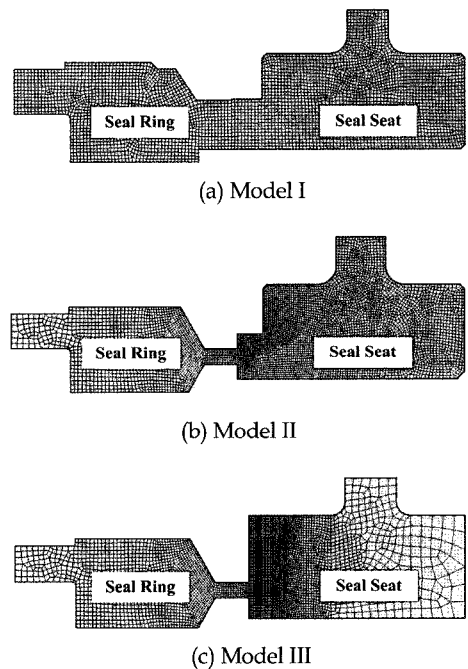 Seal Ring Seal Seat
(a) Model I
Seal Ring Seal Seat
(b) Model II
Seal Ring Seal Seat
(c) Model III